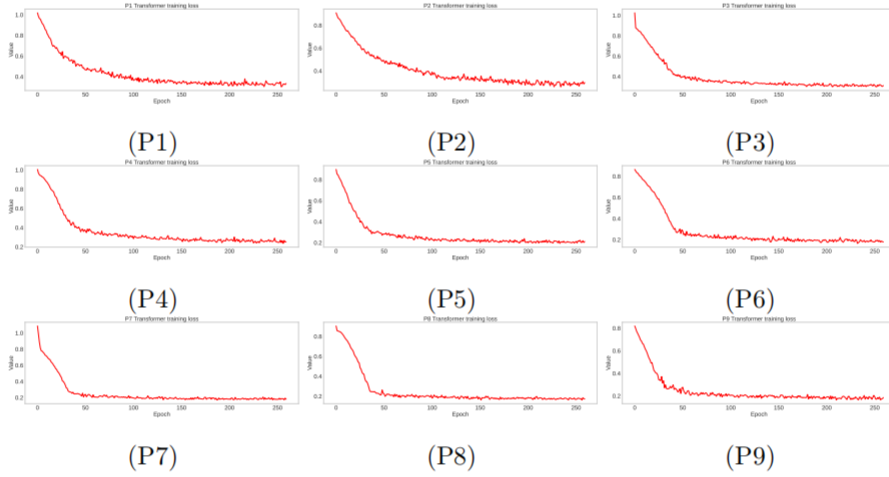 P1 Transformer training loss
Value
1.0
0.8
0.6
0.4
0 50 100 150 200 250
Epoch
(P1)
P2 Transformer training loss
Value
0.8
0.6
0.4
0 50 100 150 200 250
Epoch
(P2)
P3 Transformer training loss
Value
1.0
0.8
0.6
0.4
0 50 100 150 200 250
Epoch
(P3)
P4 Transformer training loss
Value
1.0
0.8
0.6
0.4
0.2
0 50 100 150 200 250
Epoch
(P4)
P5 Transformer training loss
Value
0.8
0.6
0.4
0.2
0 50 100 150 200 250
Epoch
(P5)
P6 Transformer training loss
Value
0.8
0.6
0.4
0.2
0 50 100 150 200 250
Epoch
(P6)
P7 Transformer training loss
Value
1.0
0.8
0.6
0.4
0.2
0 50 100 150 200 250
Epoch
(P7)
P8 Transformer training loss
Value
0.8
0.6
0.4
0.2
0 50 100 150 200 250
Epoch
(P8)
P9 Transformer training loss
Value
0.8
0.6
0.4
0.2
0 50 100 150 200 250
Epoch
(P9)